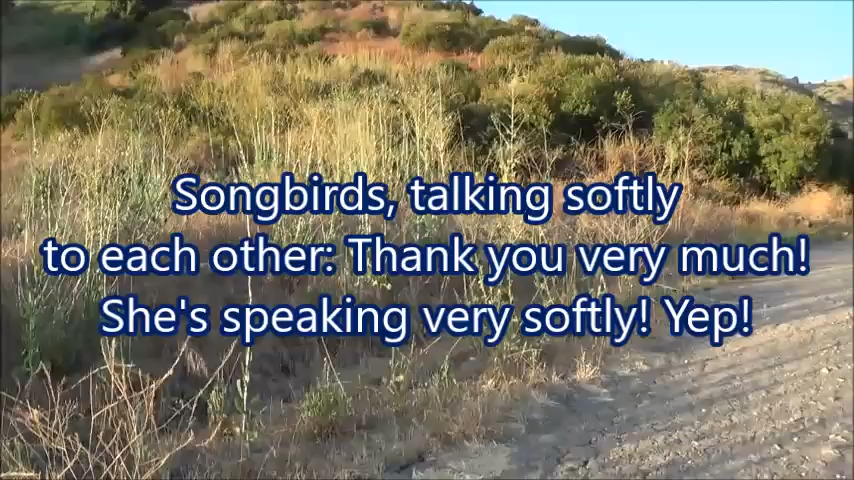 Songbirds, talking softly
to each other: Thank you very much!
She's speaking very softly! Yep!